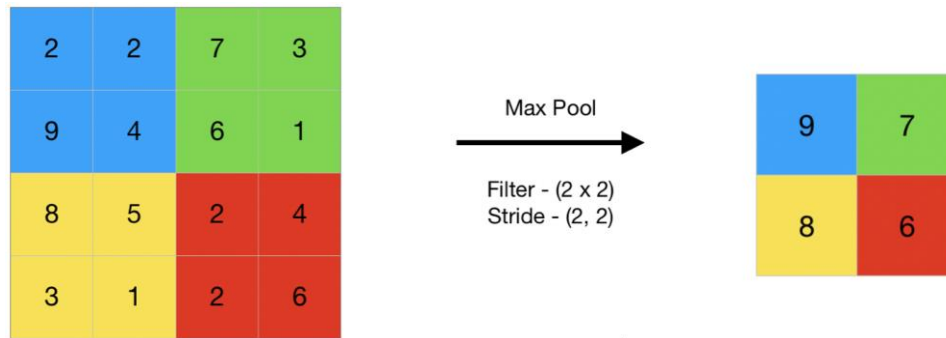 2 2 7 3
9 4 6 1
8 5 2 4
3 1 2 6
Max Pool
Filter - (2 x 2)
Stride - (2, 2)
9 7
8 6